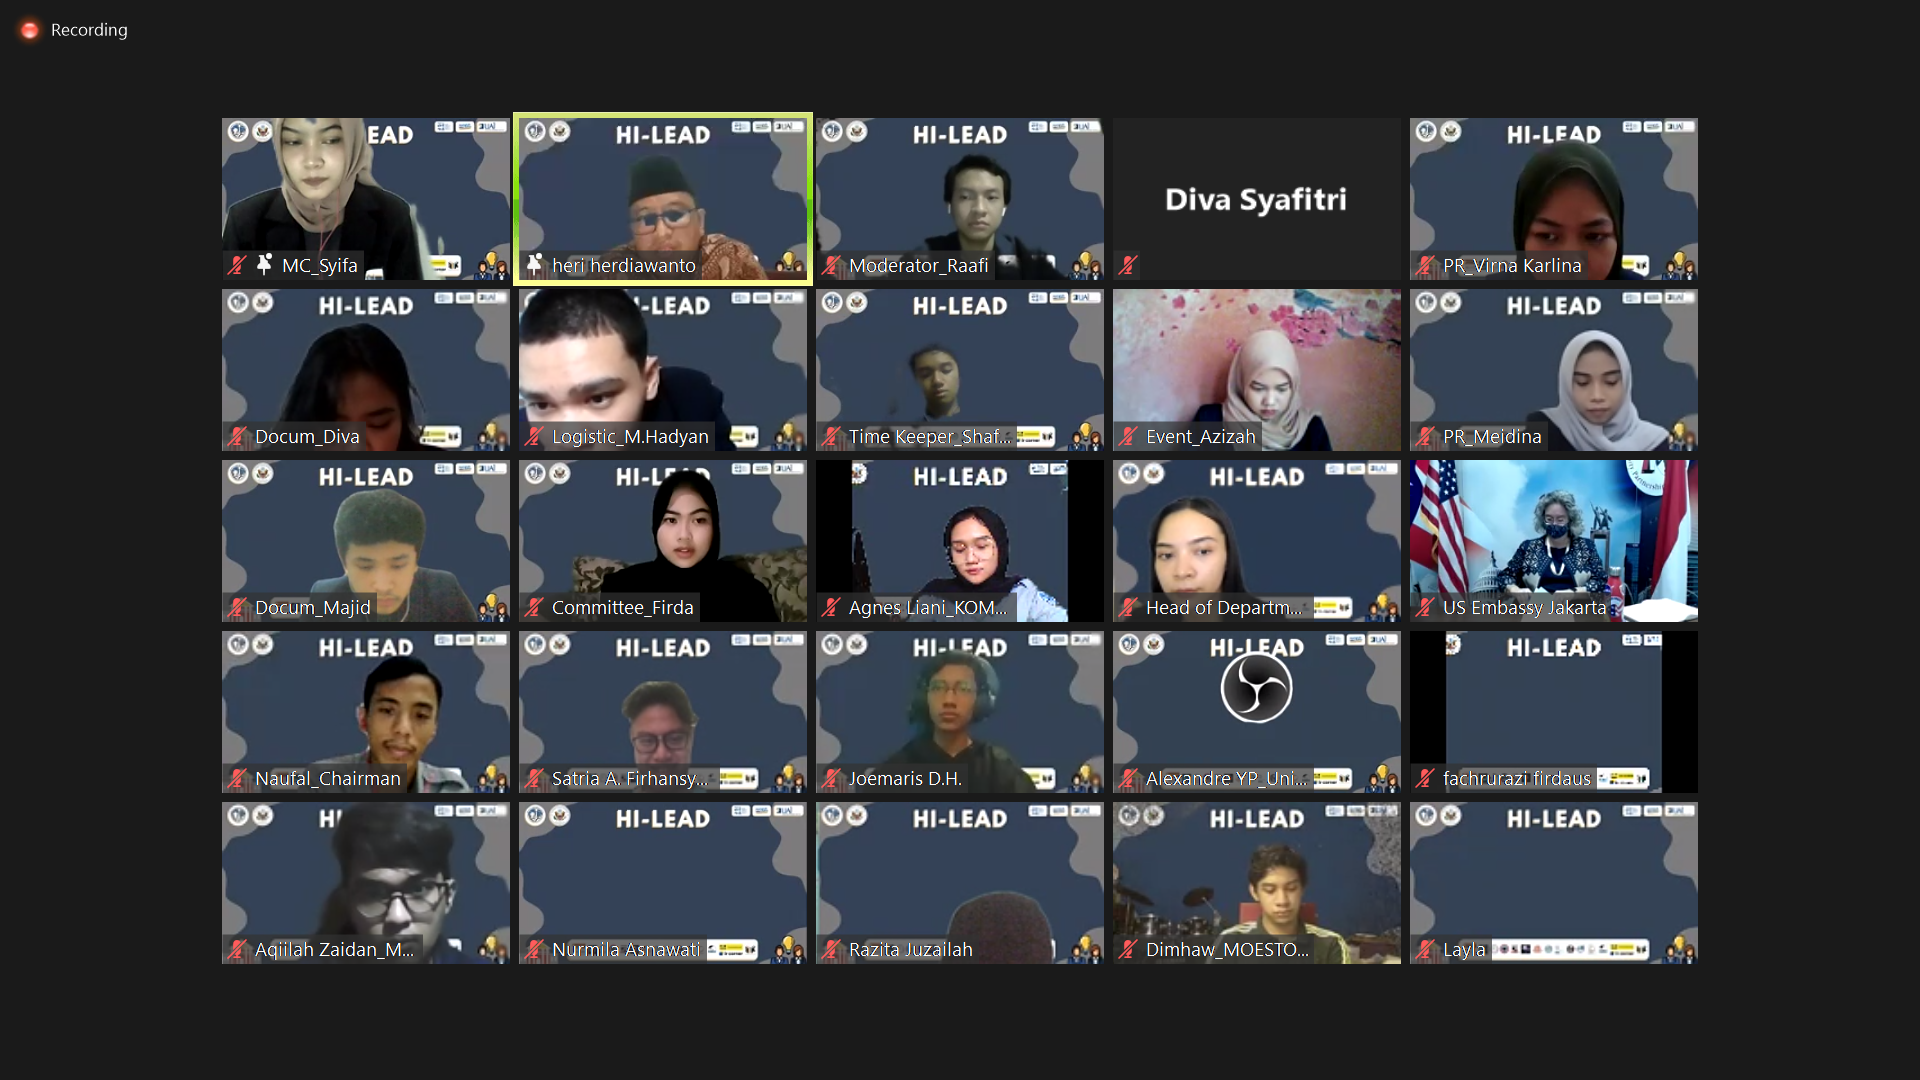 Recording
EAD
MC_Syifa
HI-LEAD
heri herdiawanto
HI-LEAD
Moderator_Raafi
Diva Syafitri
HI-LEAD
PR_Virna Karlina
HI-LEAD
Docum_Diva
-LEAD
Logistic_M.Hadyan
HI-LEAD
Time Keeper_Shaf...
Event_Azizah
HI-LEAD
PR_Meidina
HI-LEAD
Docum_Majid
HI-L
Committee_Firda
HI-LEAD
Agnes Liani_KOM...
HI-LEAD
Head of Departm...
US Embassy Jakarta
HI-LEAD
Naufal_Chairman
HI-LEAD
Satria A. Firhansy...
HI-LEAD
Joemaris D.H.
HI-LEAD
Alexandre YP_Uni...
HI-LEAD
fachrurazi firdaus
HI
Aqiilah Zaidan_M...
HI-LEAD
Nurmila Asnawati
HI-LEAD
Razita Juzailah
HI-LEAD
Dimhaw_MOESTO...
HI-LEAD
Layla